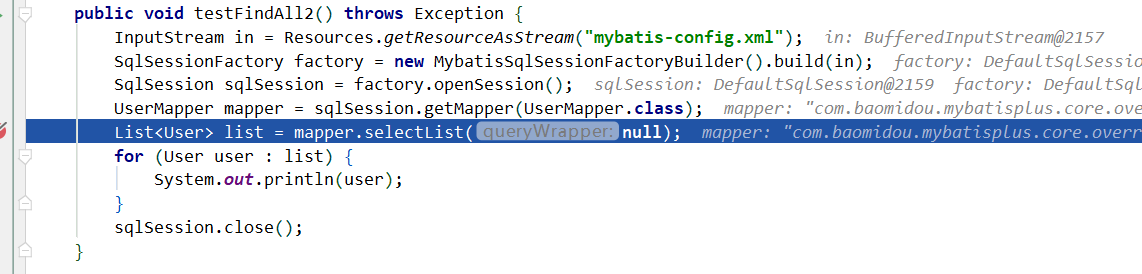 public void testFindAll2() throws Exception {
InputStream in = Resources.getResourceAsStream("mybatis-config.xml"); in: BufferedInputStream@2157
SqlSessionFactory factory = new MybatisSqlSessionFactoryBuilder().build(in); factory: DefaultSqlSessio
SqlSession sqlSession = factory.openSession(); sqlSession: DefaultSqlSession@2159 factory: DefaultSql
UserMapper mapper = sqlSession.getMapper(UserMapper.class); mapper: "com.baomidou.mybatisplus.core.overr
List<User> list = mapper.selectList( queryWrapper: null); mapper: "com.baomidou.mybatisplus.core.overr
for (User user : list) {
System.out.println(user);
}
sqlSession.close();
}